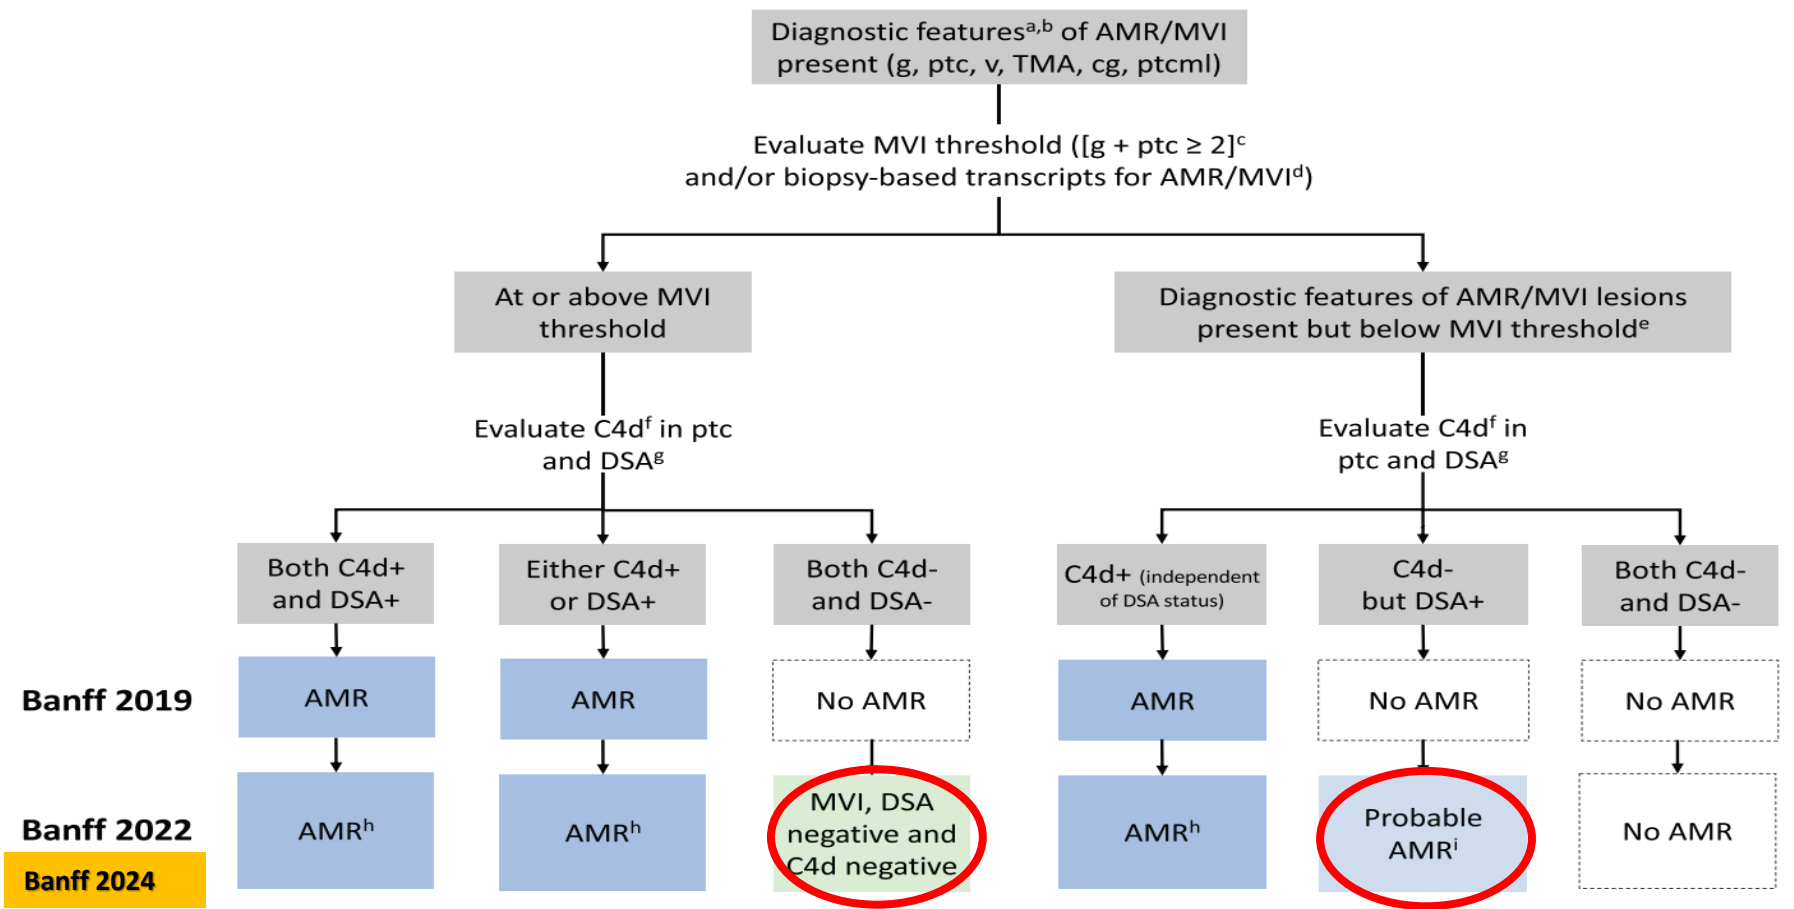 Diagnostic featuresᵃ,ᵇ of AMR/MVI
present (g, ptc, v, TMA, cg, ptcml)
Evaluate MVI threshold ([g + ptc ≥ 2]ᶜ
and/or biopsy-based transcripts for AMR/MVIᵈ)
At or above MVI
threshold
Diagnostic features of AMR/MVI lesions
present but below MVI thresholdᵉ
Evaluate C4dᶠ in ptc
and DSAᵍ
Evaluate C4dᶠ in
ptc and DSAᵍ
Both C4d+
and DSA+
Either C4d+
or DSA+
Both C4d-
and DSA-
C4d+ (independent
of DSA status)
C4d-
but DSA+
Both C4d-
and DSA-
Banff 2019
AMR
AMR
No AMR
AMR
No AMR
No AMR
Banff 2022
AMRʰ
AMRʰ
MVI, DSA
negative and
C4d negative
AMRʰ
Probable
AMRⁱ
No AMR
Banff 2024